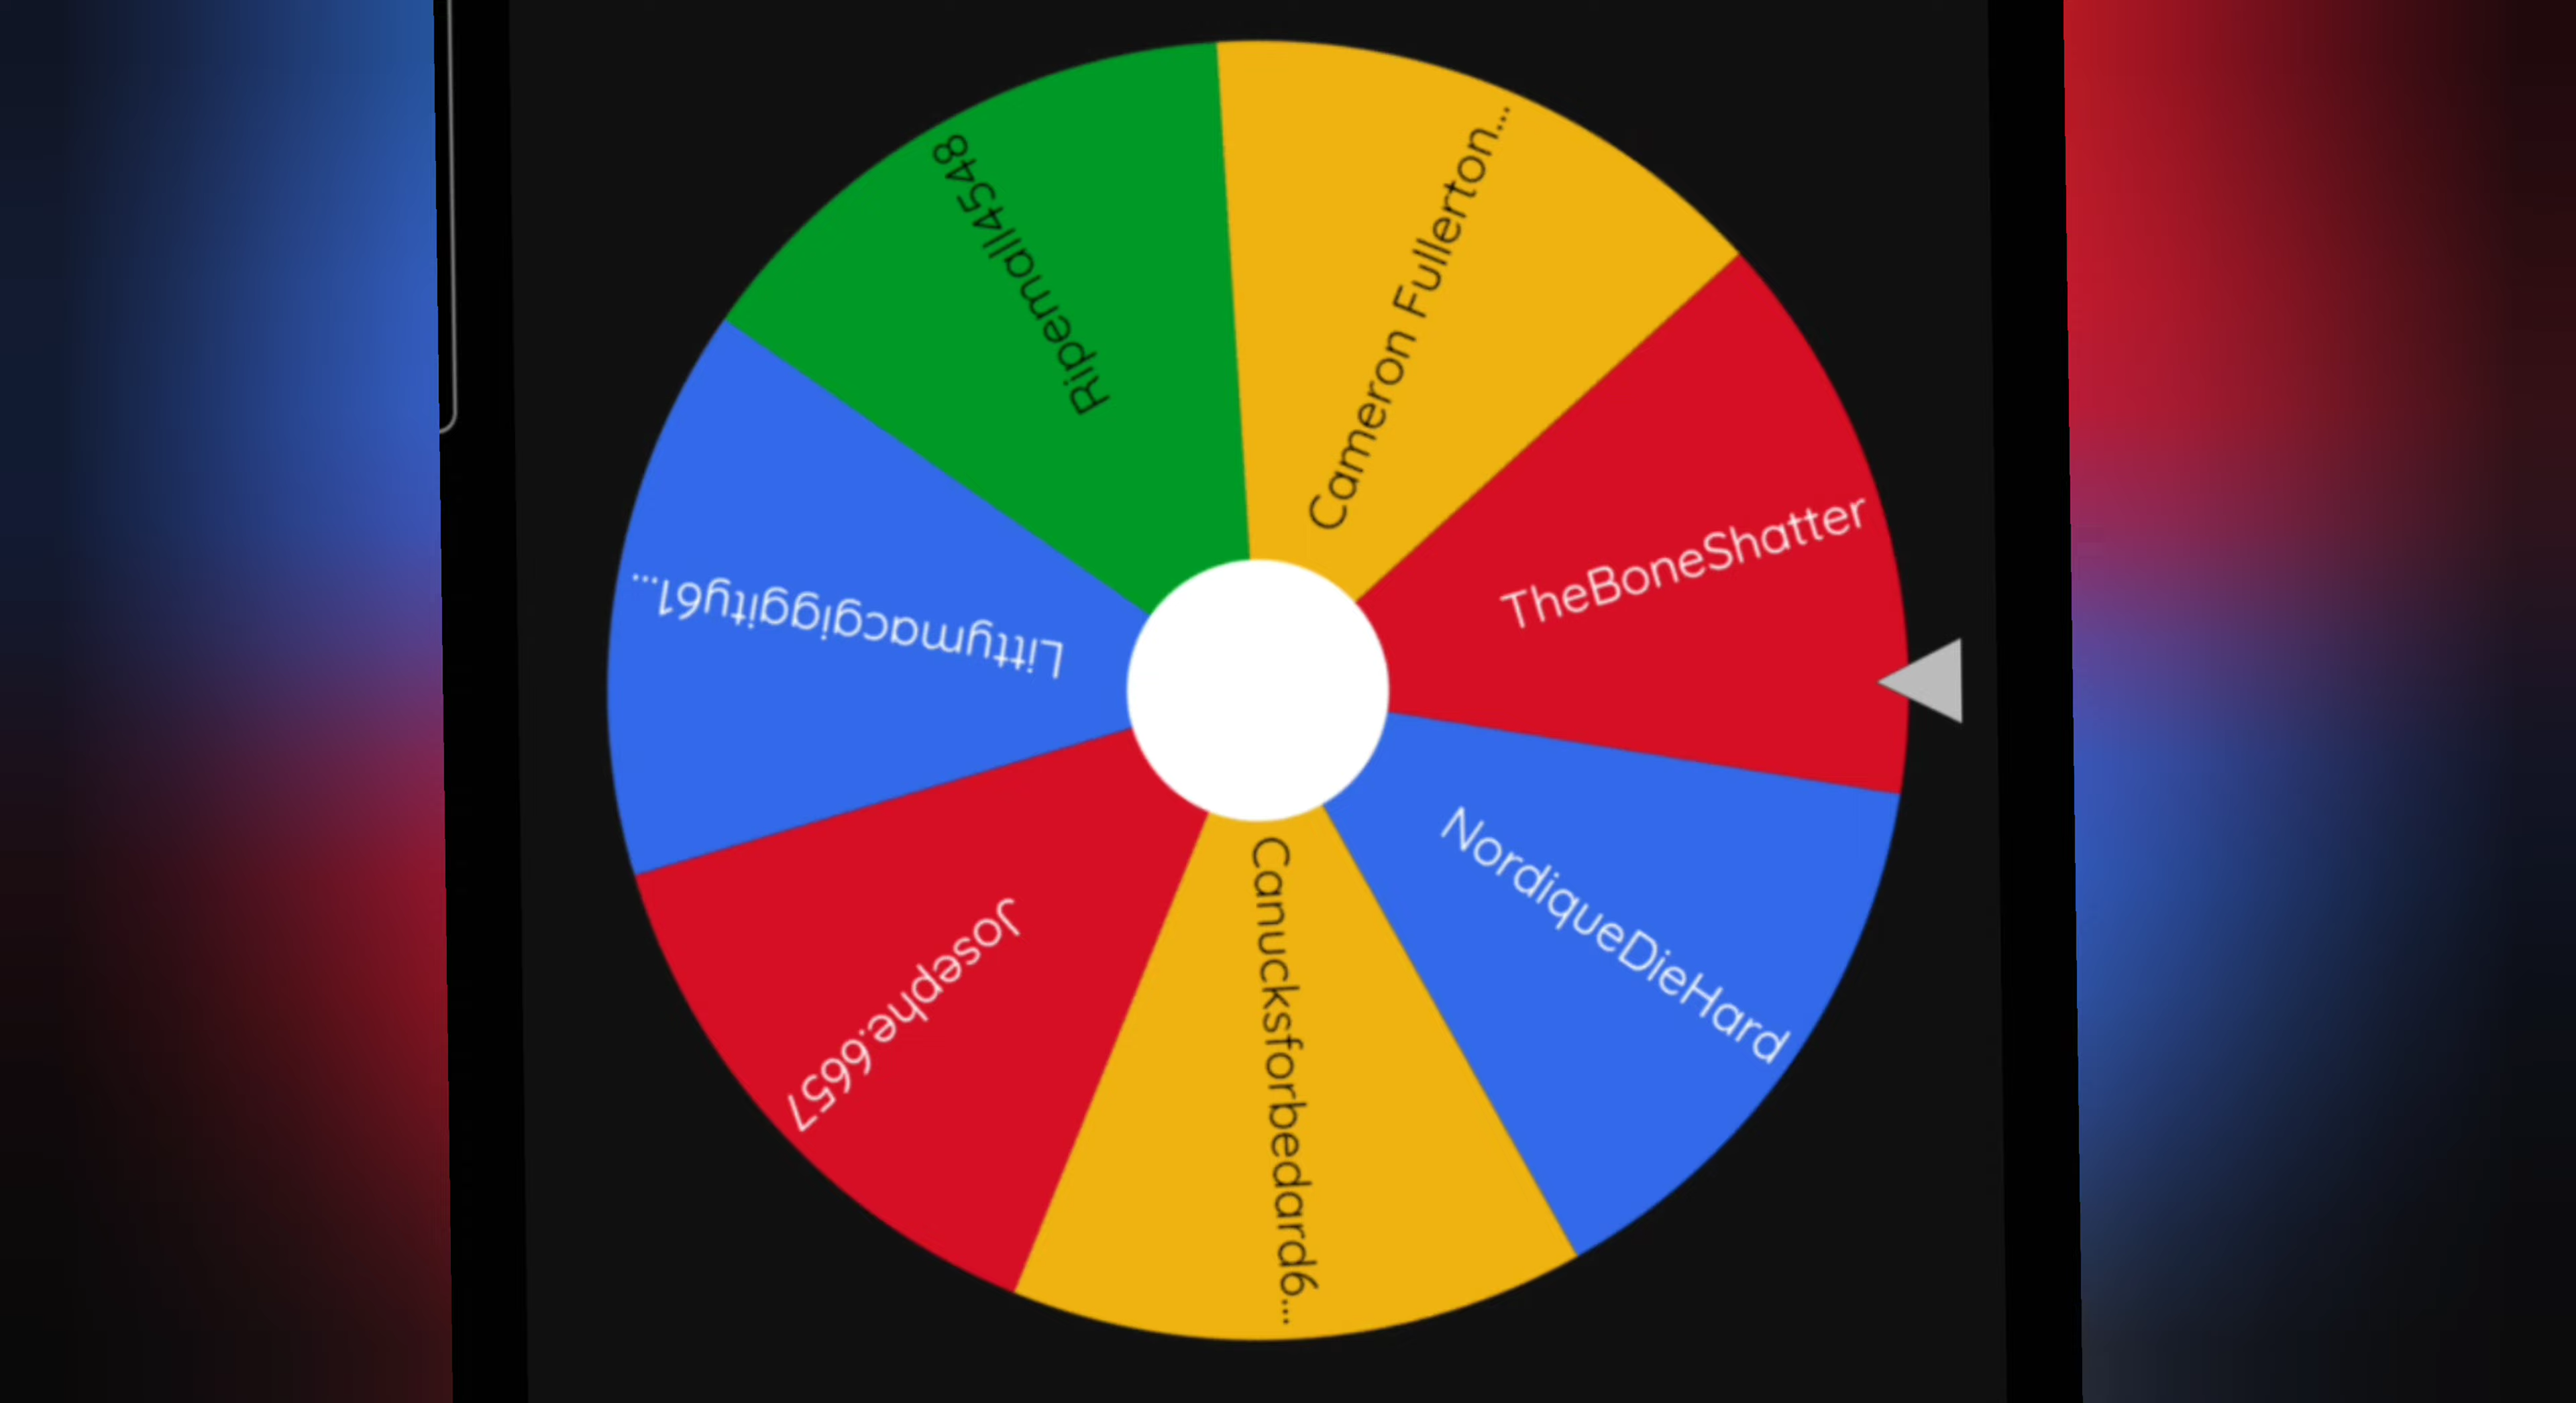 Cameron Fullerton...
TheBoneShatter
NordiqueDieHard
Canucksforbedard6...
Josephe.6657
Littymacgiggity61...
Ripemall4548